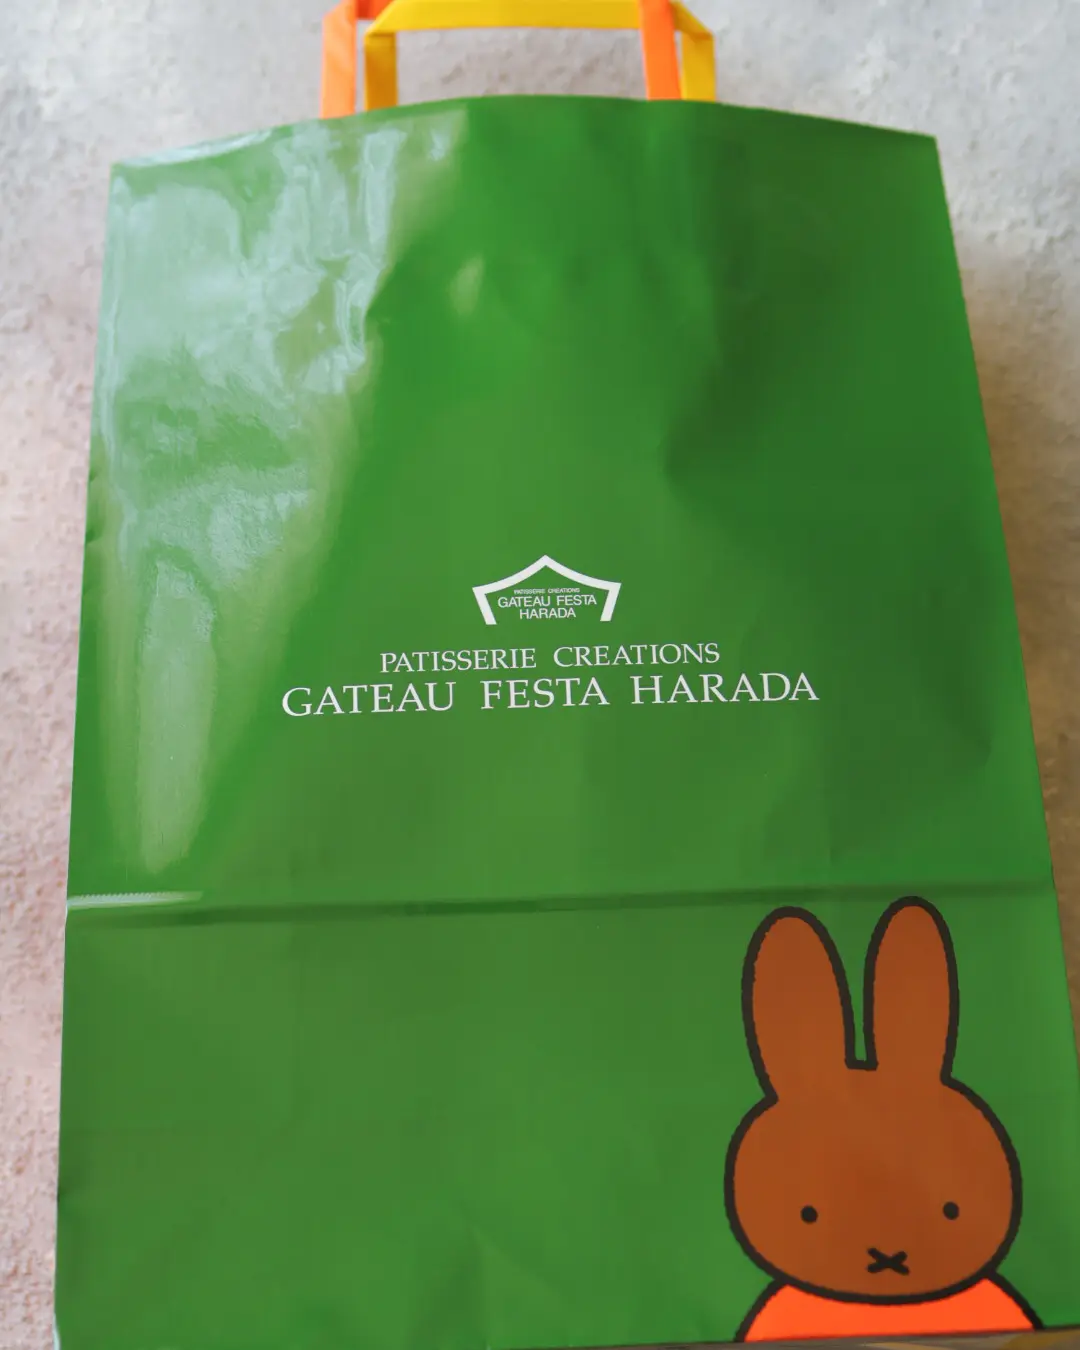 PATISSERIE CREATIONS
GATEAU FESTA
HARADA
PATISSERIE CREATIONS
GATEAU FESTA HARADA